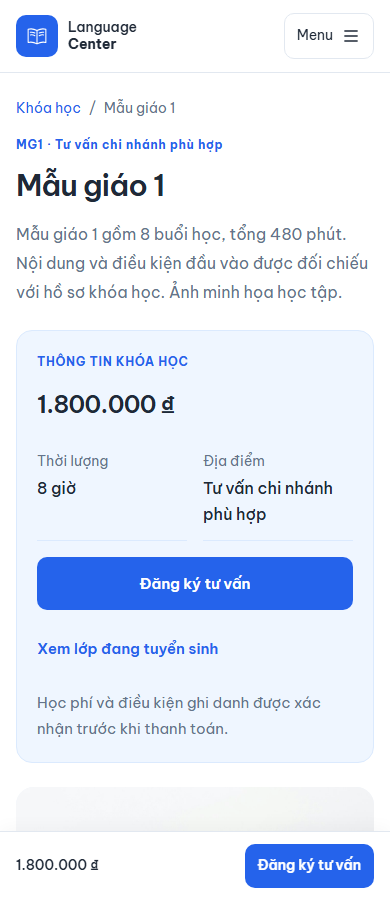 Language
Center
Menu
Khóa học / Mẫu giáo 1
MG1 · Tư vấn chi nhánh phù hợp
Mẫu giáo 1
Mẫu giáo 1 gồm 8 buổi học, tổng 480 phút.
Nội dung và điều kiện đầu vào được đối chiếu
với hồ sơ khóa học. Ảnh minh họa học tập.
THÔNG TIN KHÓA HỌC
1.800.000 ₫
Thời lượng
8 giờ
Địa điểm
Tư vấn chi nhánh
phù hợp
Đăng ký tư vấn
Xem lớp đang tuyển sinh
Học phí và điều kiện ghi danh được xác
nhận trước khi thanh toán.
1.800.000 ₫
Đăng ký tư vấn